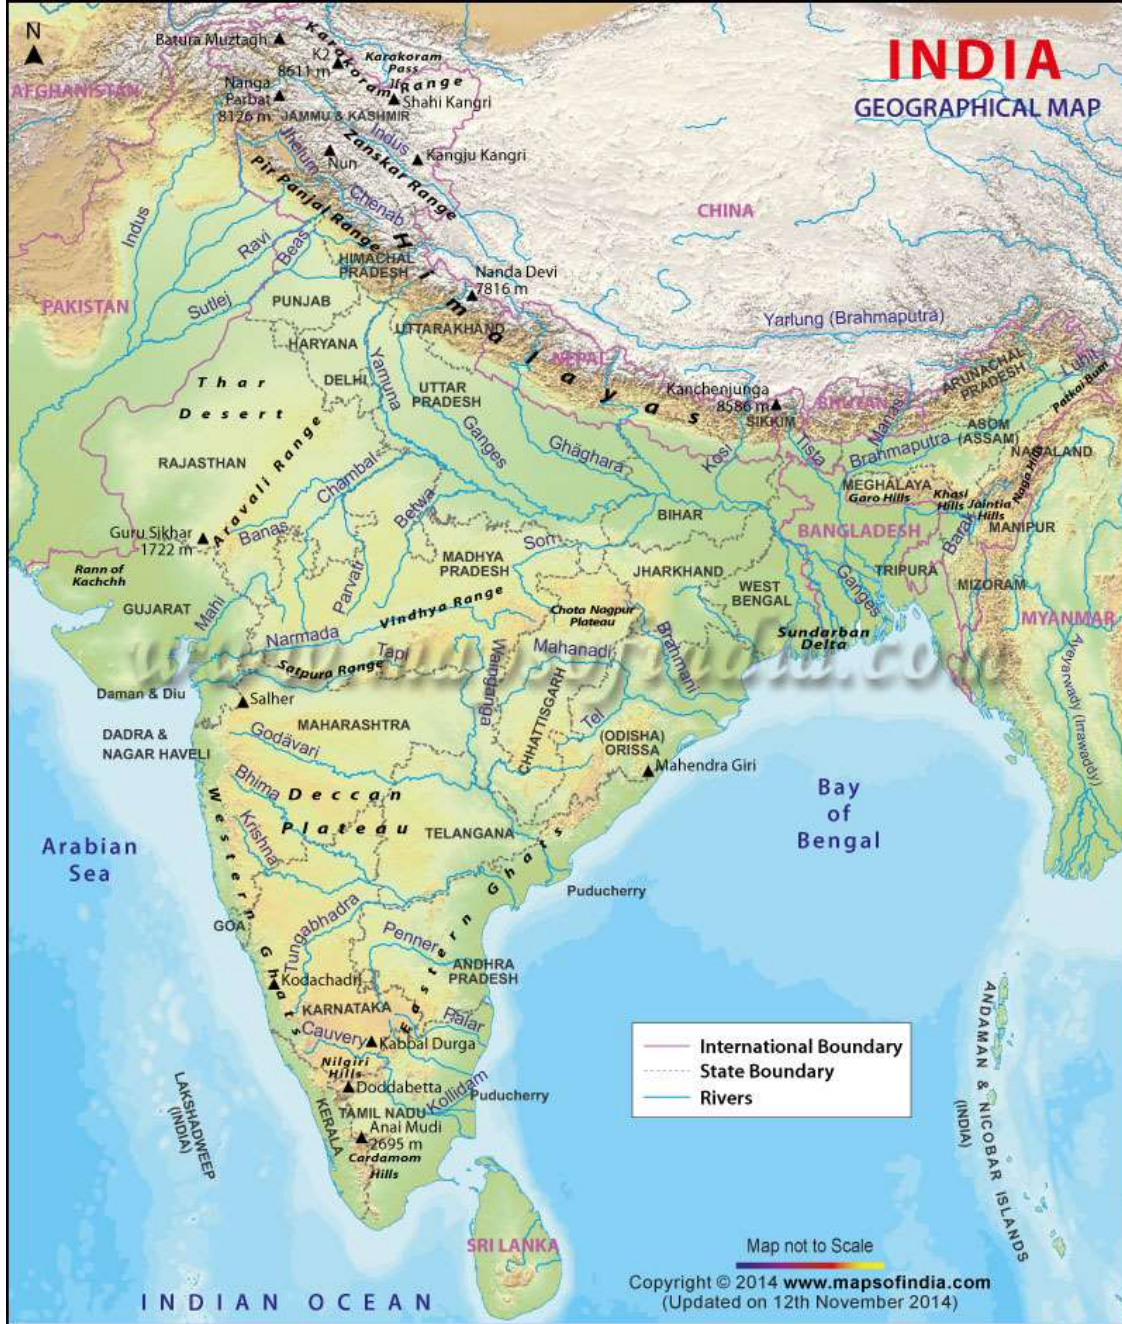 N
INDIA
GEOGRAPHICAL MAP
Batura Muztagh
K2
8611 m
Karakoram
Pass
Karakoram Range
Nanga
Parbat
8126 m
Shahi Kangri
AFGHANISTAN
JAMMU & KASHMIR
Indus
Zanskar Range
Jhelum
Nun
Kangju Kangri
Pir Panjal Range
Chenab
CHINA
Indus
Ravi
Beas
Himalayas
HIMACHAL
PRADESH
Nanda Devi
7816 m
PAKISTAN
Sutlej
PUNJAB
UTTARAKHAND
Yarlung (Brahmaputra)
HARYANA
NEPAL
Thar
Desert
DELHI
Yamuna
UTTAR
PRADESH
Kanchenjunga
8586 m
SIKKIM
BHUTAN
ARUNACHAL
PRADESH
Luhit
Patkai Bum
Ganges
Ghäghara
Kosi
Tista
Manas
Brahmaputra
ASOM
(ASSAM)
NAGALAND
RAJASTHAN
Aravali Range
Chambal
Betwa
MEGHALAYA
Garo Hills
Khasi
Hills
Jaintia
Hills
Naga Hills
Guru Sikhar
1722 m
Banas
BIHAR
BANGLADESH
Barak
MANIPUR
Rann of
Kachchh
MADHYA
PRADESH
Son
JHARKHAND
WEST
BENGAL
Ganges
TRIPURA
MIZORAM
GUJARAT
Mahi
Parvati
Vindhya Range
Chota Nagpur
Plateau
MYANMAR
Narmada
Tapi
Satpura Range
Wainganga
Mahanadi
Brahmani
Sundarban
Delta
www.mapsofindia.com
Daman & Diu
Salher
DADRA &
NAGAR HAVELI
MAHARASHTRA
CHHATTISGARH
Tel
(ODISHA)
ORISSA
Ayeyarwady (Irrawaddy)
Godävari
Mahendra Giri
Bhima
Deccan
Plateau
Bay
of
Bengal
Arabian
Sea
Western Ghats
Krishna
TELANGANA
Eastern Ghats
Puducherry
GOA
Tungabhadra
Penner
ANDHRA
PRADESH
Kodachadri
KARNATAKA
Palar
Cauvery
Kabbal Durga
Nilgiri
Hills
Doddabetta
Kollidam
Puducherry
KERALA
TAMIL NADU
Anai Mudi
2695 m
Cardamom
Hills
LAKSHADWEEP
(INDIA)
ANDAMAN & NICOBAR ISLANDS
(INDIA)
International Boundary
State Boundary
Rivers
SRI LANKA
INDIAN OCEAN
Map not to Scale
Copyright © 2014 www.mapsofindia.com
(Updated on 12th November 2014)